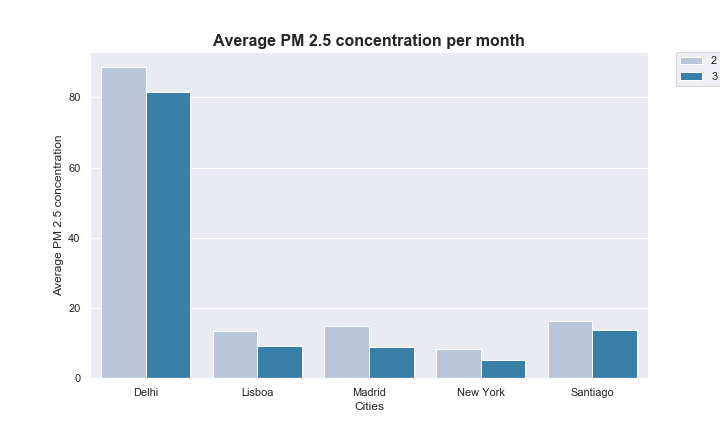 Average PM 2.5 concentration per month
2
3
Average PM 2.5 concentration
80
60
40
20
0
Delhi Lisboa Madrid New York Santiago
Cities